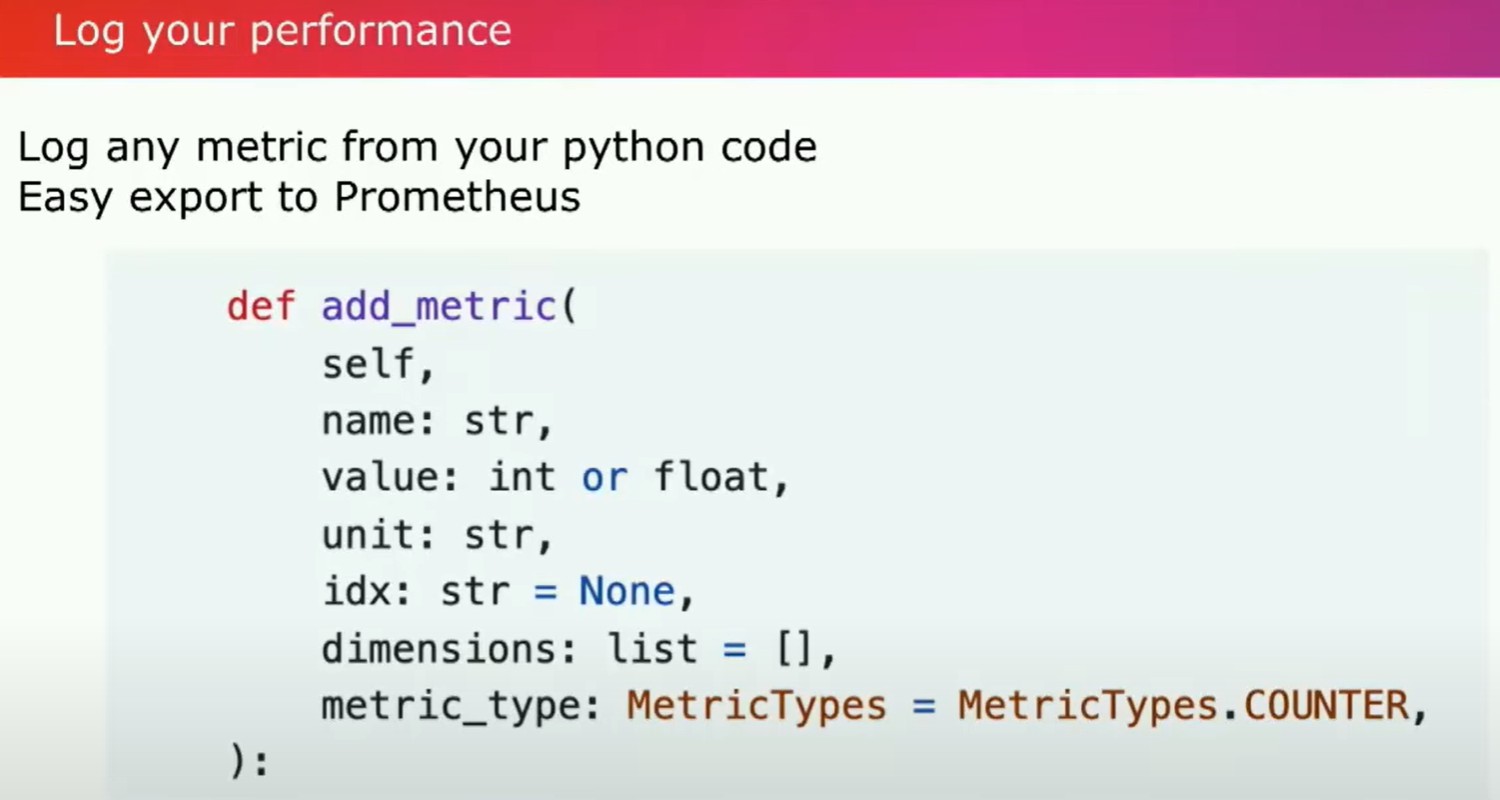 Log your performance
Log any metric from your python code
Easy export to Prometheus
def add_metric(
self,
name: str,
value: int or float,
unit: str,
idx: str = None,
dimensions: list = [],
metric_type: MetricTypes = MetricTypes.COUNTER,
):